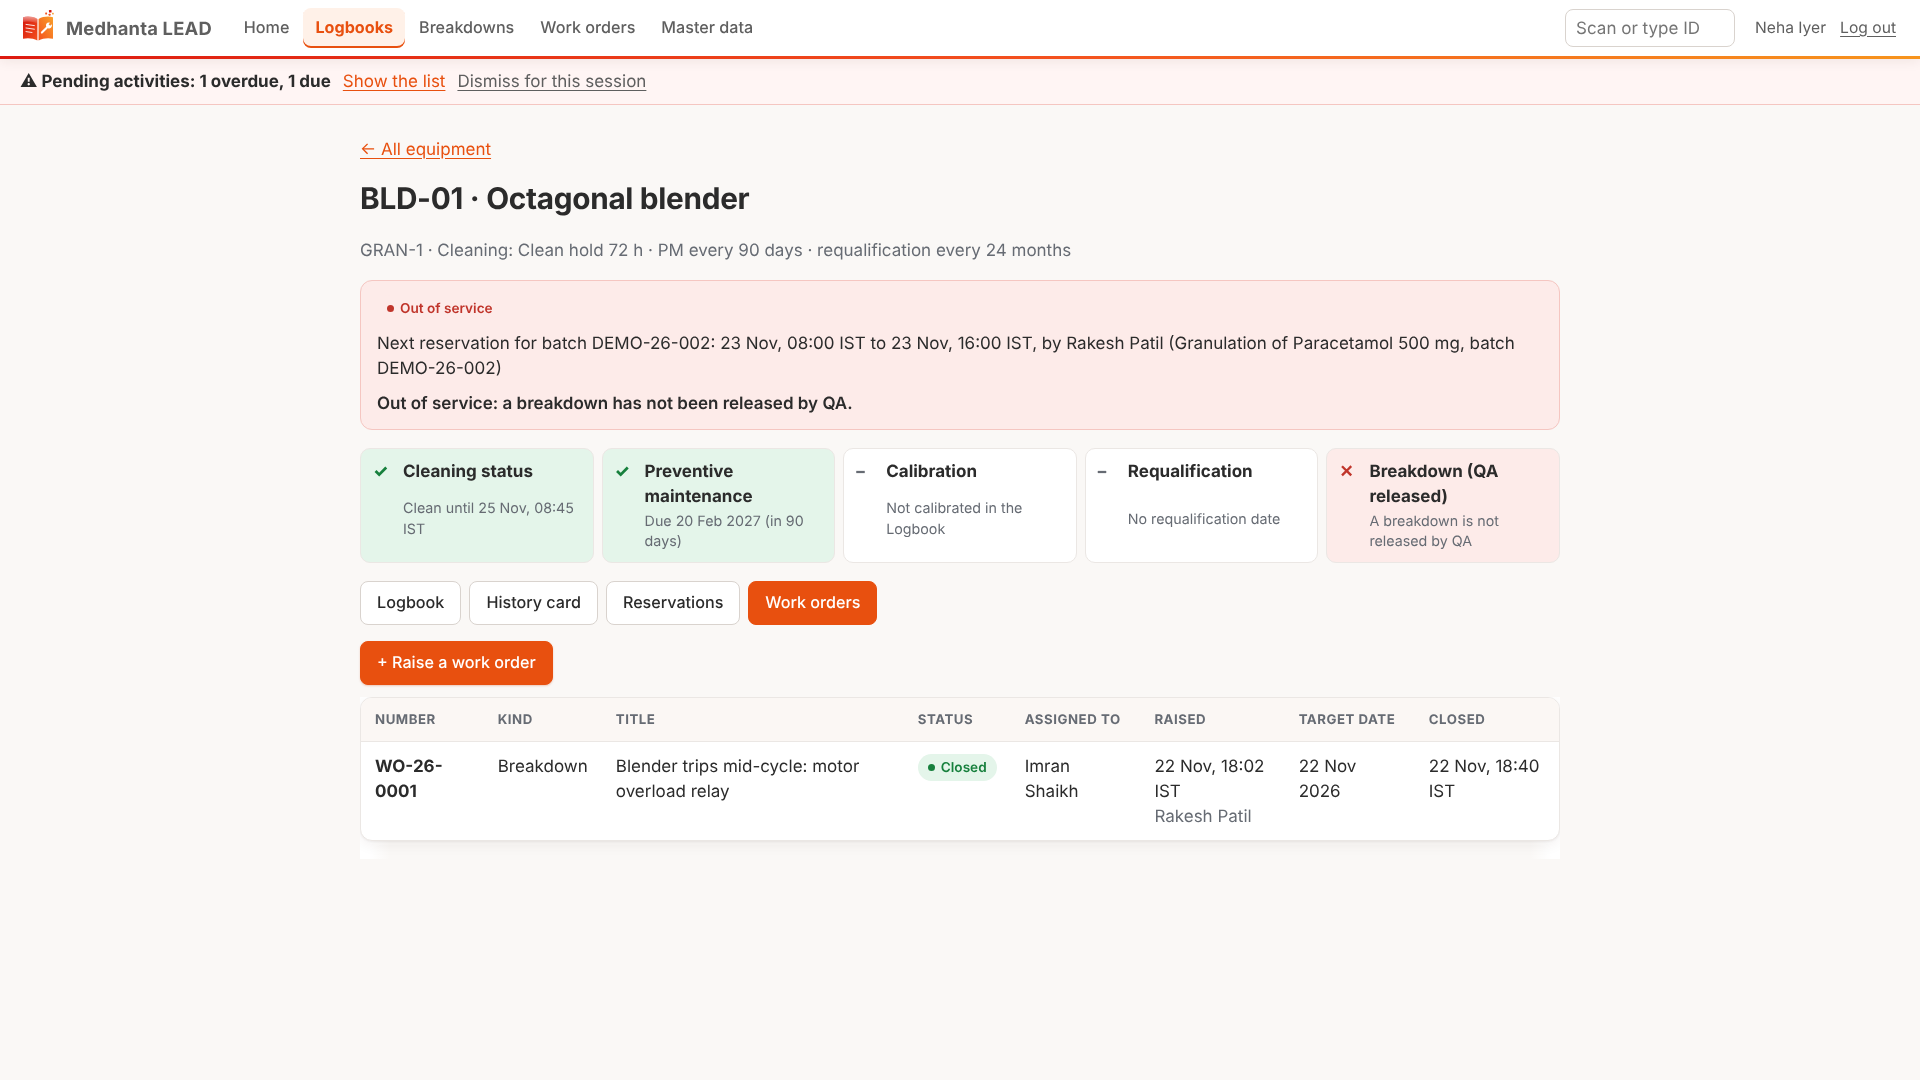 Medhanta LEAD Home Logbooks Breakdowns Work orders Master data Scan or type ID Neha Iyer Log out
⚠ Pending activities: 1 overdue, 1 due Show the list Dismiss for this session
← All equipment
BLD-01 · Octagonal blender
GRAN-1 · Cleaning: Clean hold 72 h · PM every 90 days · requalification every 24 months
● Out of service
Next reservation for batch DEMO-26-002: 23 Nov, 08:00 IST to 23 Nov, 16:00 IST, by Rakesh Patil (Granulation of Paracetamol 500 mg, batch
DEMO-26-002)
Out of service: a breakdown has not been released by QA.
✓ Cleaning status
Clean until 25 Nov, 08:45
IST
✓ Preventive
maintenance
Due 20 Feb 2027 (in 90
days)
– Calibration
Not calibrated in the
Logbook
– Requalification
No requalification date
✕ Breakdown (QA
released)
A breakdown is not
released by QA
Logbook History card Reservations Work orders
+ Raise a work order
NUMBER KIND TITLE STATUS ASSIGNED TO RAISED TARGET DATE CLOSED
WO-26- Breakdown Blender trips mid-cycle: motor ● Closed Imran 22 Nov, 18:02 22 Nov 22 Nov, 18:40
0001 overload relay Shaikh IST 2026 IST
Rakesh Patil